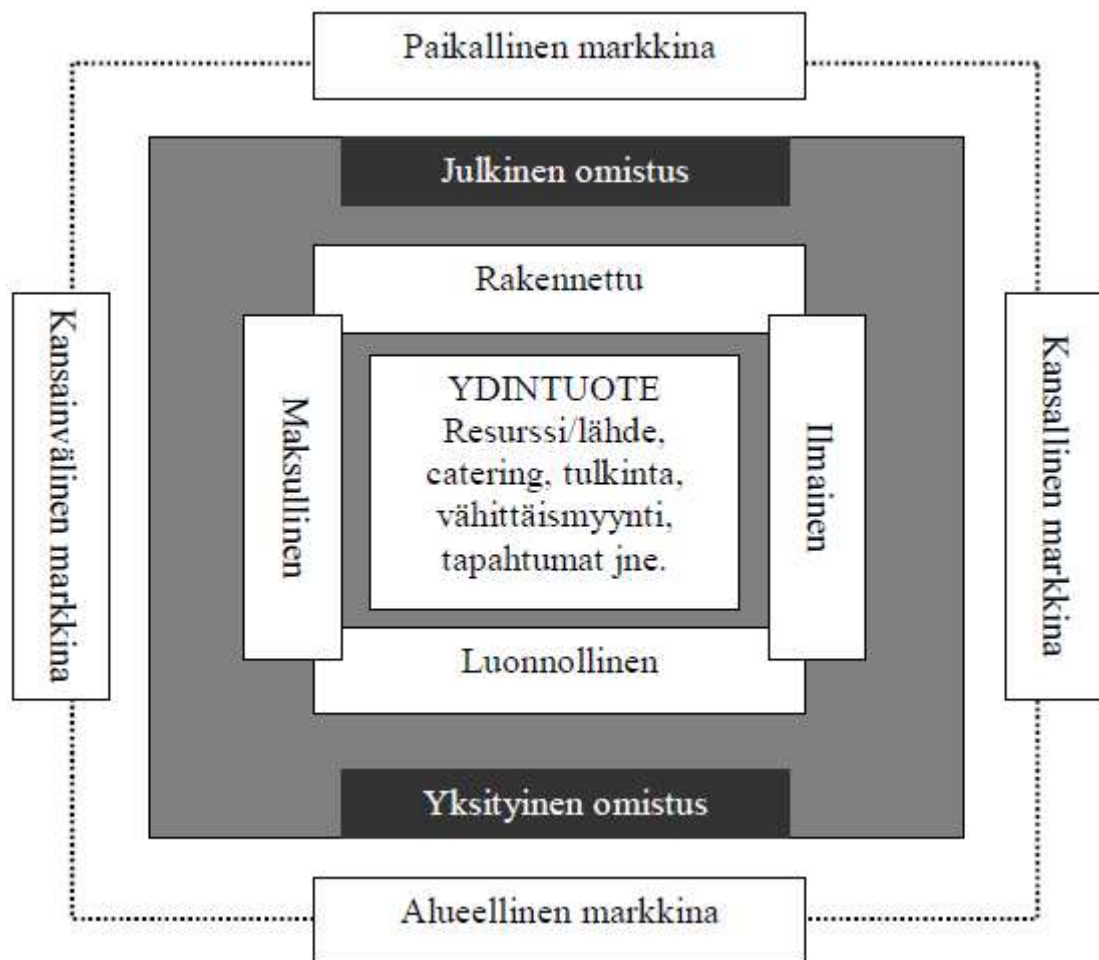 Paikallinen markkina
Julkinen omistus
Rakennettu
Kansainvälinen markkina
Maksullinen
YDINTUOTE
Resurssi/lähde,
catering, tulkinta,
vähittäismyynti,
tapahtumat jne.
Ilmainen
Kansallinen markkina
Luonnollinen
Yksityinen omistus
Alueellinen markkina